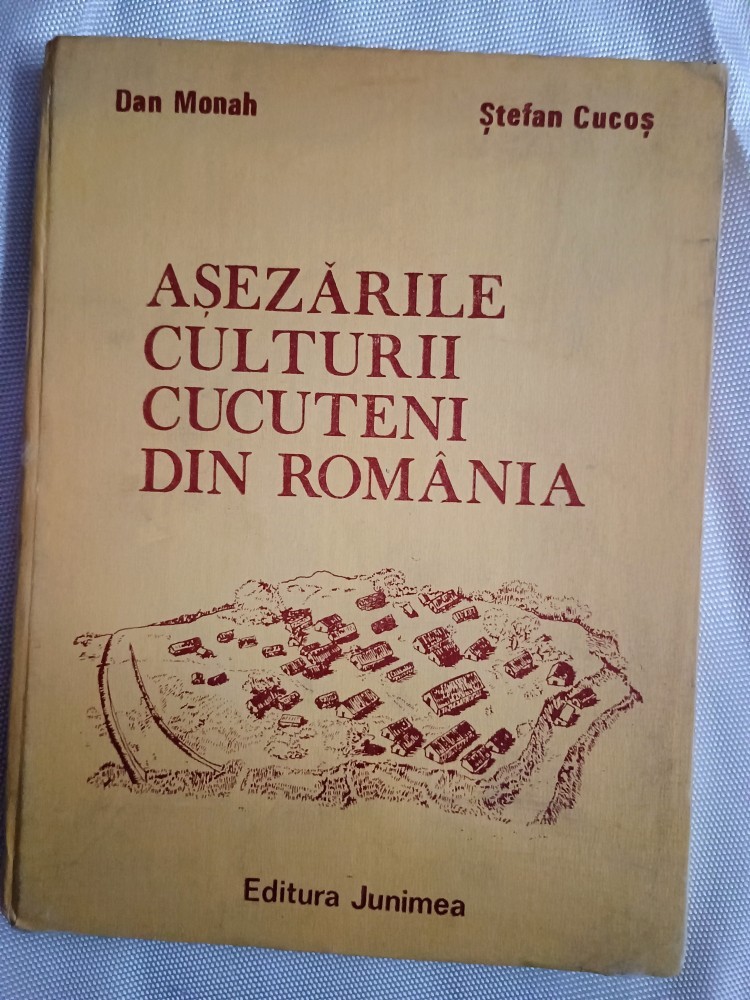 Dan Monah
Ștefan Cucoș
AȘEZĂRILE
CULTURII
CUCUTENI
DIN ROMÂNIA
Editura Junimea